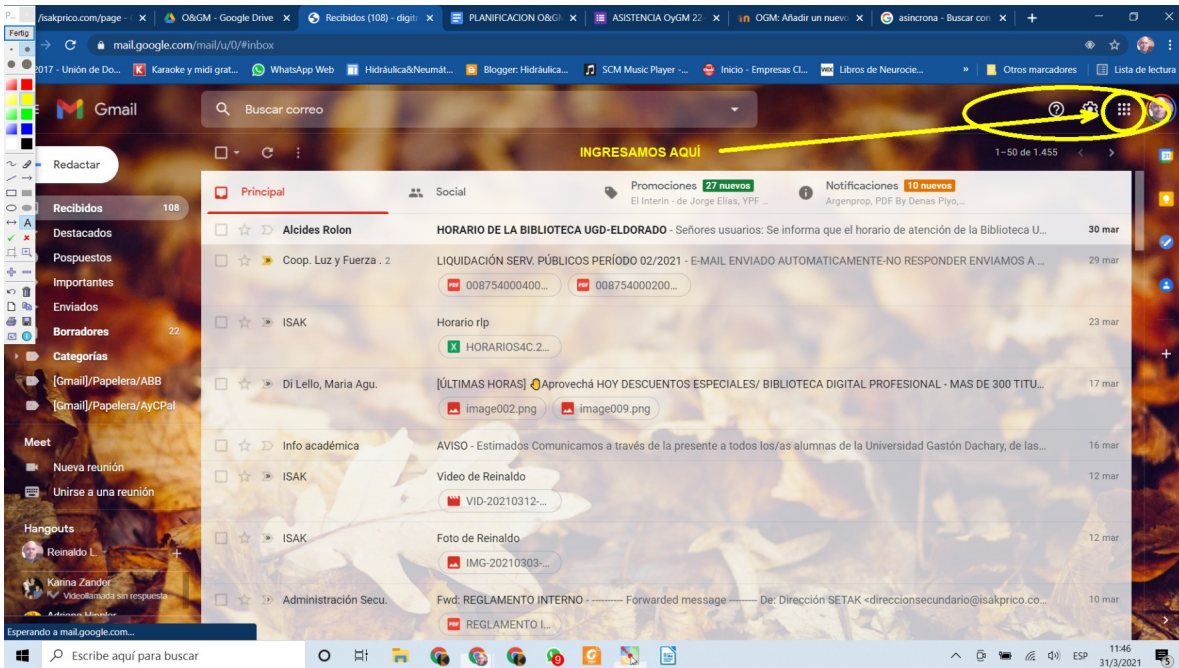 P...
Fertig
/isakprico.com/page -
O&GM - Google Drive
Recibidos (108) - digitr
PLANIFICACION O&GI
ASISTENCIA OyGM 22-
OGM: Añadir un nuevo
asincrona - Buscar con
mail.google.com/mail/u/0/#inbox
2017 - Unión de Do...
Karaoke y midi grat...
WhatsApp Web
Hidráulica&Neumát...
Blogger: Hidráulica...
SCM Music Player -...
Inicio - Empresas Cl...
Libros de Neurocie...
»
Otros marcadores
Lista de lectura
Gmail
Buscar correo
Redactar
INGRESAMOS AQUÍ
1–50 de 1.455
Principal
Social
Promociones 27 nuevos
El Interin - de Jorge Elias, YPF ...
Notificaciones 10 nuevos
Argenprop, PDF By Denas Piyo,...
Recibidos 108
Destacados
Pospuestos
Importantes
Enviados
Borradores 22
Categorías
[Gmail]/Papelera/ABB
[Gmail]/Papelera/AyCPal
Meet
Nueva reunión
Unirse a una reunión
Hangouts
Reinaldo L.
Karina Zandor
Videollamada sin respuesta
Adriana Hippler
Alcides Rolon HORARIO DE LA BIBLIOTECA UGD-ELDORADO - Señores usuarios: Se informa que el horario de atención de la Biblioteca U... 30 mar
Coop. Luz y Fuerza . 2 LIQUIDACIÓN SERV. PÚBLICOS PERÍODO 02/2021 - E-MAIL ENVIADO AUTOMATICAMENTE-NO RESPONDER ENVIAMOS A ... 29 mar
PDF 008754000400... PDF 008754000200...
ISAK Horario rlp 23 mar
X HORARIOS4C.2...
Di Lello, Maria Agu. [ÚLTIMAS HORAS] Aprovechá HOY DESCUENTOS ESPECIALES/ BIBLIOTECA DIGITAL PROFESIONAL - MAS DE 300 TITU... 17 mar
image002.png image009.png
Info académica AVISO - Estimados Comunicamos a través de la presente a todos los/as alumnas de la Universidad Gastón Dachary, de las... 16 mar
ISAK Video de Reinaldo 12 mar
VID-20210312-...
ISAK Foto de Reinaldo 12 mar
IMG-20210303-...
Administración Secu. Fwd: REGLAMENTO INTERNO - ---------- Forwarded message --------- De: Dirección SETAK <direccionsecundario@isakprico.co... 10 mar
PDF REGLAMENTO I...
Esperando a mail.google.com...
Escribe aquí para buscar
ESP
11:46
31/3/2021